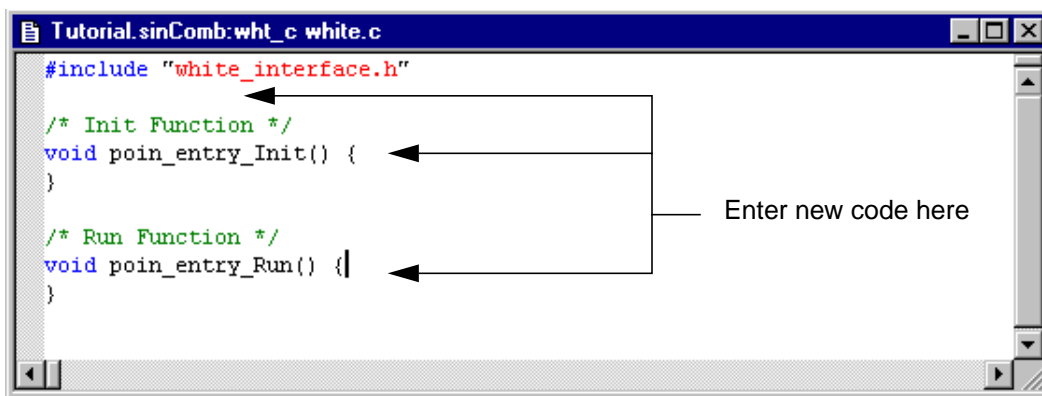 Tutorial.sinComb:wht_c white.c
#include "white_interface.h"
/* Init Function */
void poin_entry_Init() {
}
/* Run Function */
void poin_entry_Run() {
}
Enter new code here